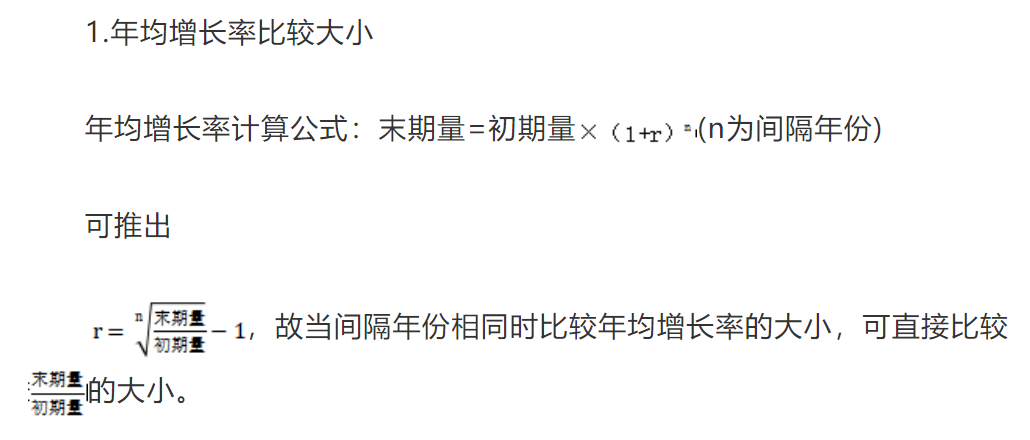 1.年均增长率比较大小
年均增长率计算公式：末期量=初期量×（1+r）ⁿ(n为间隔年份)
可推出
r = ⁿ√(末期量/初期量) − 1，故当间隔年份相同时比较年均增长率的大小，可直接比较
末期量/初期量的大小。